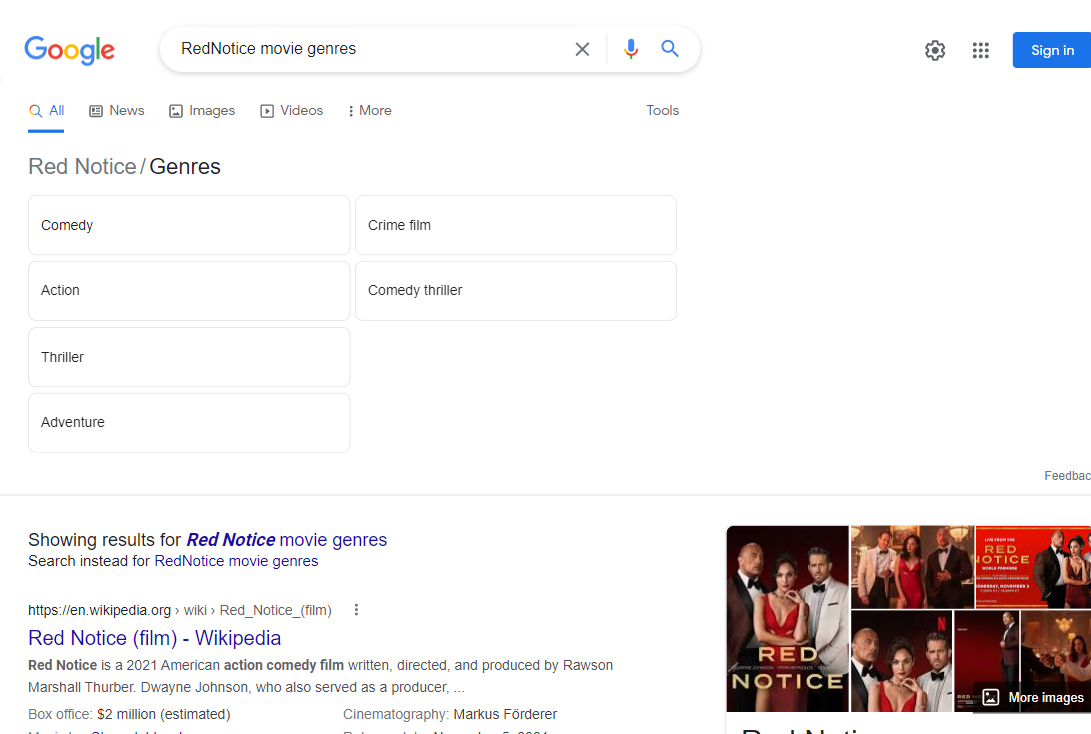 Google
RedNotice movie genres
Sign in
All
News
Images
Videos
More
Tools
Red Notice/Genres
Comedy
Crime film
Action
Comedy thriller
Thriller
Adventure
Feedbac
Showing results for Red Notice movie genres
Search instead for RedNotice movie genres
https://en.wikipedia.org › wiki › Red_Notice_(film)
Red Notice (film) - Wikipedia
Red Notice is a 2021 American action comedy film written, directed, and produced by Rawson
Marshall Thurber. Dwayne Johnson, who also served as a producer, ...
Box office: $2 million (estimated)
Cinematography: Markus Förderer
RED
NOTICE
LIVE FROM THE
RED
NOTICE
WORLD PREMIERE
N
More images